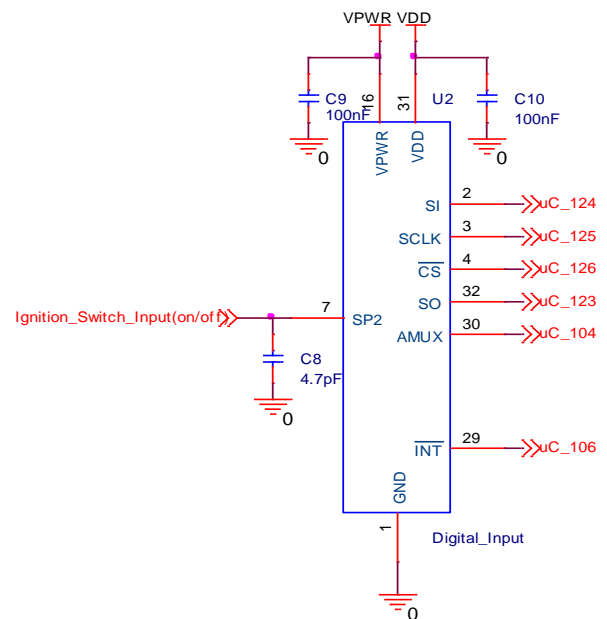 VPWR VDD
C9
100nF
16
31
U2
C10
100nF
0
0
VPWR
VDD
SI
2
uC_124
SCLK
3
uC_125
CS
4
uC_126
Ignition_Switch_Input(on/off)
7
SP2
SO
32
uC_123
AMUX
30
uC_104
C8
4.7pF
0
INT
29
uC_106
GND
1
Digital_Input
0